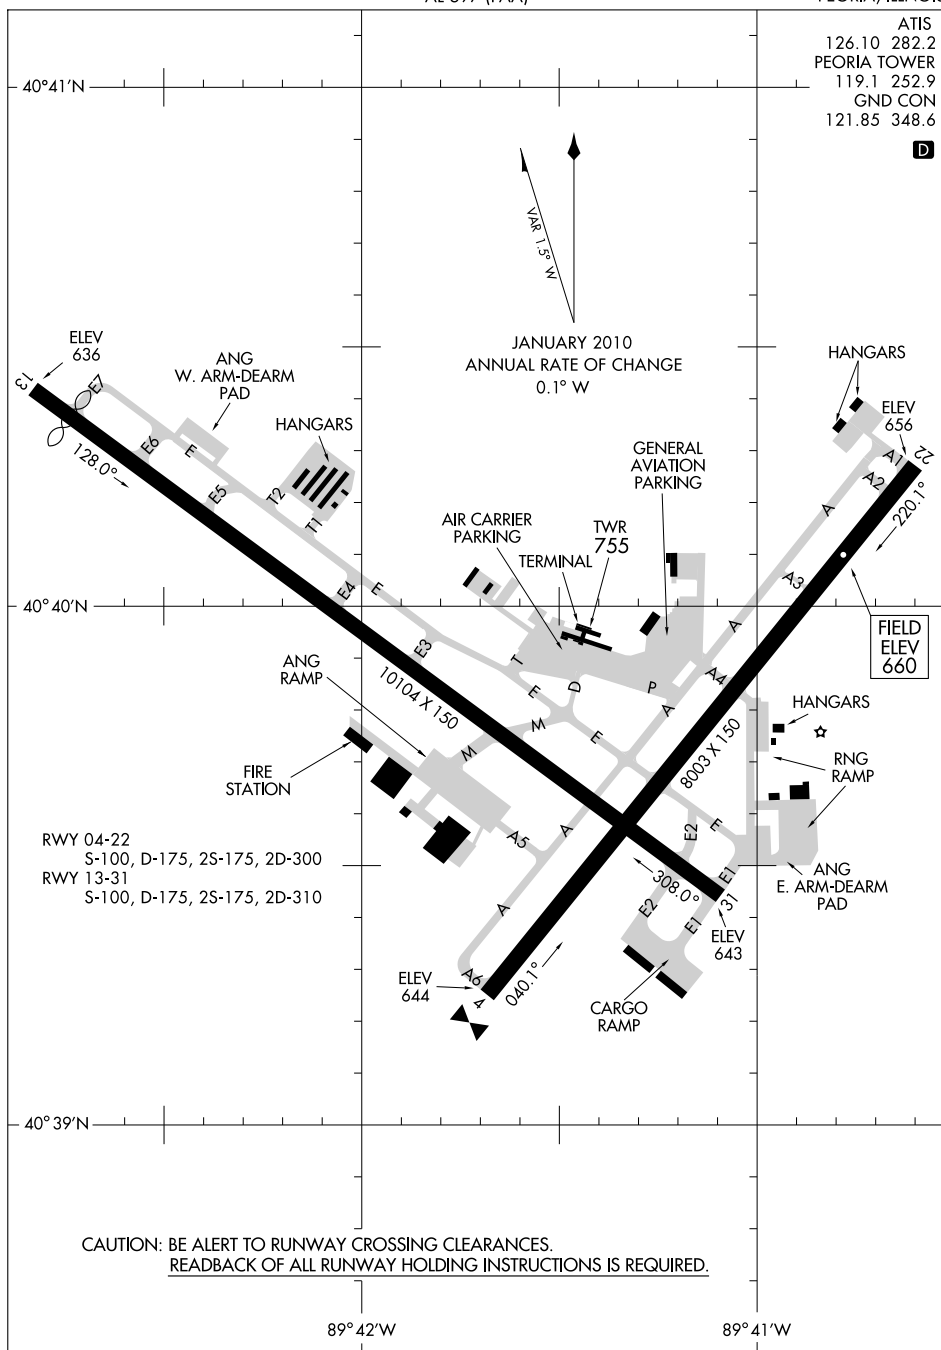 ATIS
126.10 282.2
PEORIA TOWER
119.1 252.9
GND CON
121.85 348.6
D
40°41'N
VAR 1.5° W
JANUARY 2010
ANNUAL RATE OF CHANGE
0.1° W
ELEV
636
13
E7
ANG
W. ARM-DEARM
PAD
HANGARS
E6
E
128.0°
E5
T2
T1
HANGARS
ELEV
656
22
A1
A2
220.1°
A
GENERAL
AVIATION
PARKING
AIR CARRIER
PARKING
TWR
755
TERMINAL
A3
40°40'N
E4
E
E3
A
FIELD
ELEV
660
ANG
RAMP
10104 X 150
T
E
D
P
A
A4
M
M
E
8003 X 150
HANGARS
FIRE
STATION
RNG
RAMP
RWY 04-22
S-100, D-175, 2S-175, 2D-300
RWY 13-31
S-100, D-175, 2S-175, 2D-310
A5
A
E2
E
308.0°
E1
31
ANG
E. ARM-DEARM
PAD
A
E2
E1
ELEV
643
ELEV
644
A6
4
040.1°
CARGO
RAMP
40°39'N
CAUTION: BE ALERT TO RUNWAY CROSSING CLEARANCES.
READBACK OF ALL RUNWAY HOLDING INSTRUCTIONS IS REQUIRED.
89°42'W
89°41'W